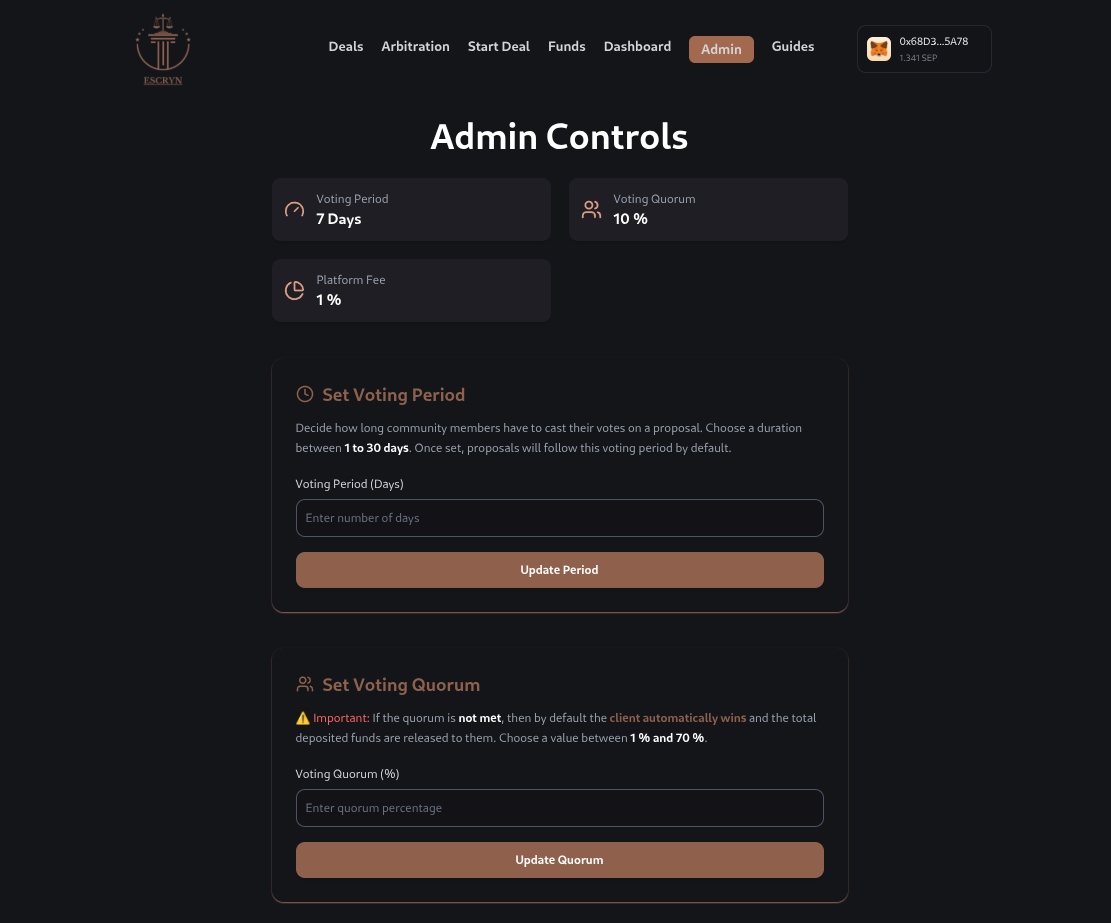 ESCRYN
Deals Arbitration Start Deal Funds Dashboard Admin Guides
0x68D3...5A78
1.341 SEP
Admin Controls
Voting Period
7 Days
Voting Quorum
10 %
Platform Fee
1 %
Set Voting Period
Decide how long community members have to cast their votes on a proposal. Choose a duration
between 1 to 30 days. Once set, proposals will follow this voting period by default.
Voting Period (Days)
Enter number of days
Update Period
Set Voting Quorum
⚠️ Important: If the quorum is not met, then by default the client automatically wins and the total
deposited funds are released to them. Choose a value between 1 % and 70 %.
Voting Quorum (%)
Enter quorum percentage
Update Quorum